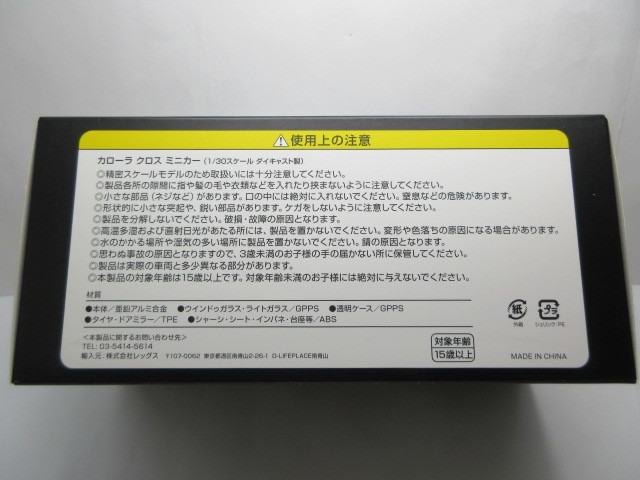 ⚠使用上の注意
カローラ クロス ミニカー(1/30スケール ダイキャスト製)
◎精密スケールモデルのため取扱いには十分注意してください。
◎製品各所の隙間に指や髪の毛や衣類などを入れたり挟まないように注意してください。
◎小さな部品(ネジなど)があります。口の中には絶対に入れないでください。窒息などの危険があります。
◎形状的に小さな突起や、鋭い部品があります。ケガをしないように注意してください。
◎製品を分解しないでください。破損・故障の原因となります。
◎高温多湿および直射日光があたる所には、製品を置かないでください。変形や色落ちの原因になる場合があります。
◎水のかかる場所や湿気の多い場所に製品を置かないでください。錆の原因となります。
◎思わぬ事故の原因となりますので、3歳未満のお子様の手の届かない所に保管してください。
◎製品は実際の車両と多少異なる部分があります。
◎本製品の対象年齢は15歳以上です。対象年齢未満のお子様には絶対に与えないでください。
材質
●本体/亜鉛アルミ合金 ●ウインドゥガラス・ライトガラス/GPPS ●透明ケース/GPPS
●タイヤ・ドアミラー/TPE ●シャーシ・シート・インパネ・台座等/ABS
紙 プラ
外箱 シュリンク:PE
<本製品に関するお問い合わせ先>
TEL: 03-5414-5614
輸入元:株式会社レッグス 〒107-0062 東京都港区南青山2-26-1 D-LIFEPLACE南青山
対象年齢
15歳以上
MADE IN CHINA